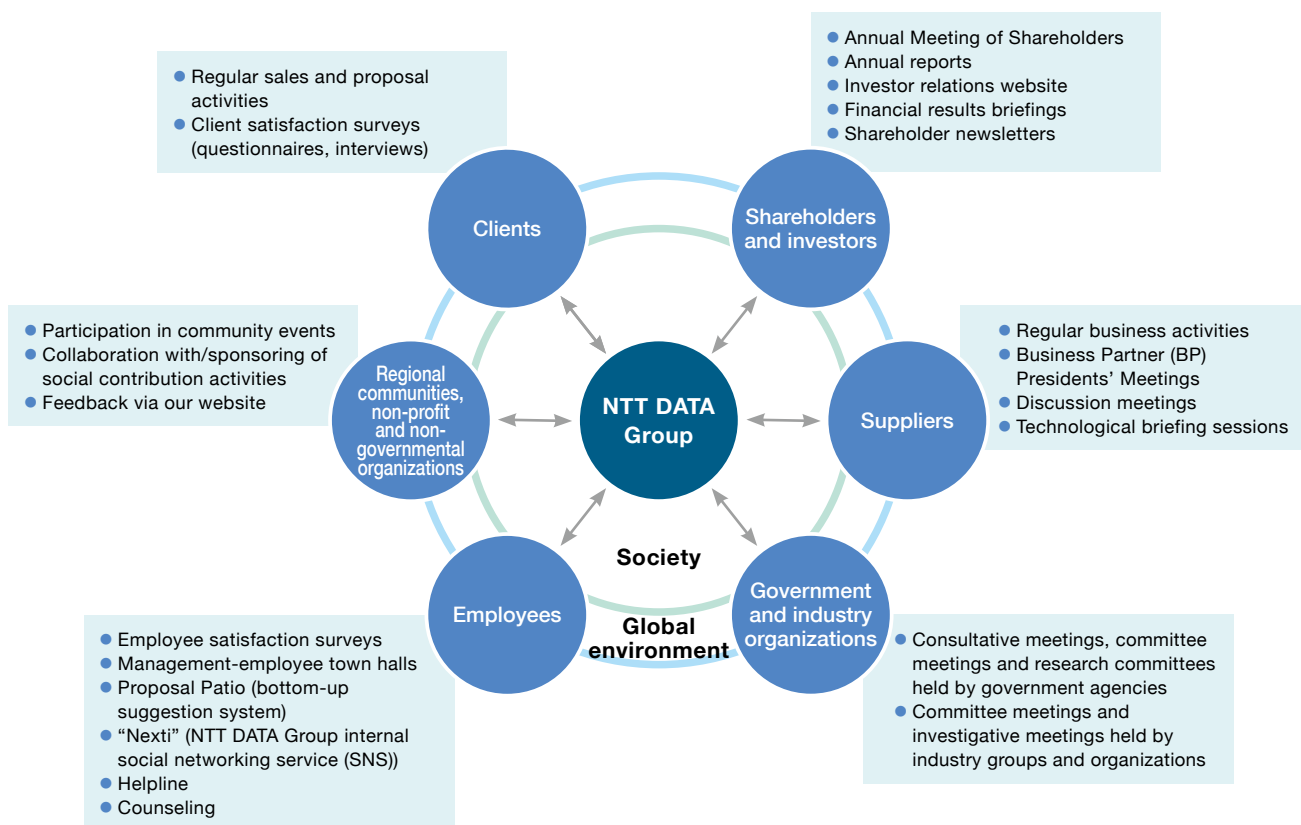 Regular sales and proposal
activities
Client satisfaction surveys
(questionnaires, interviews)
Annual Meeting of Shareholders
Annual reports
Investor relations website
Financial results briefings
Shareholder newsletters
Clients
Shareholders
and investors
Participation in community events
Collaboration with/sponsoring of
social contribution activities
Feedback via our website
Regional
communities,
non-profit
and non-
governmental
organizations
NTT DATA
Group
Suppliers
Regular business activities
Business Partner (BP)
Presidents’ Meetings
Discussion meetings
Technological briefing sessions
Society
Global
environment
Employees
Government
and industry
organizations
Employee satisfaction surveys
Management-employee town halls
Proposal Patio (bottom-up
suggestion system)
“Nexti” (NTT DATA Group internal
social networking service (SNS))
Helpline
Counseling
Consultative meetings, committee
meetings and research committees
held by government agencies
Committee meetings and
investigative meetings held by
industry groups and organizations